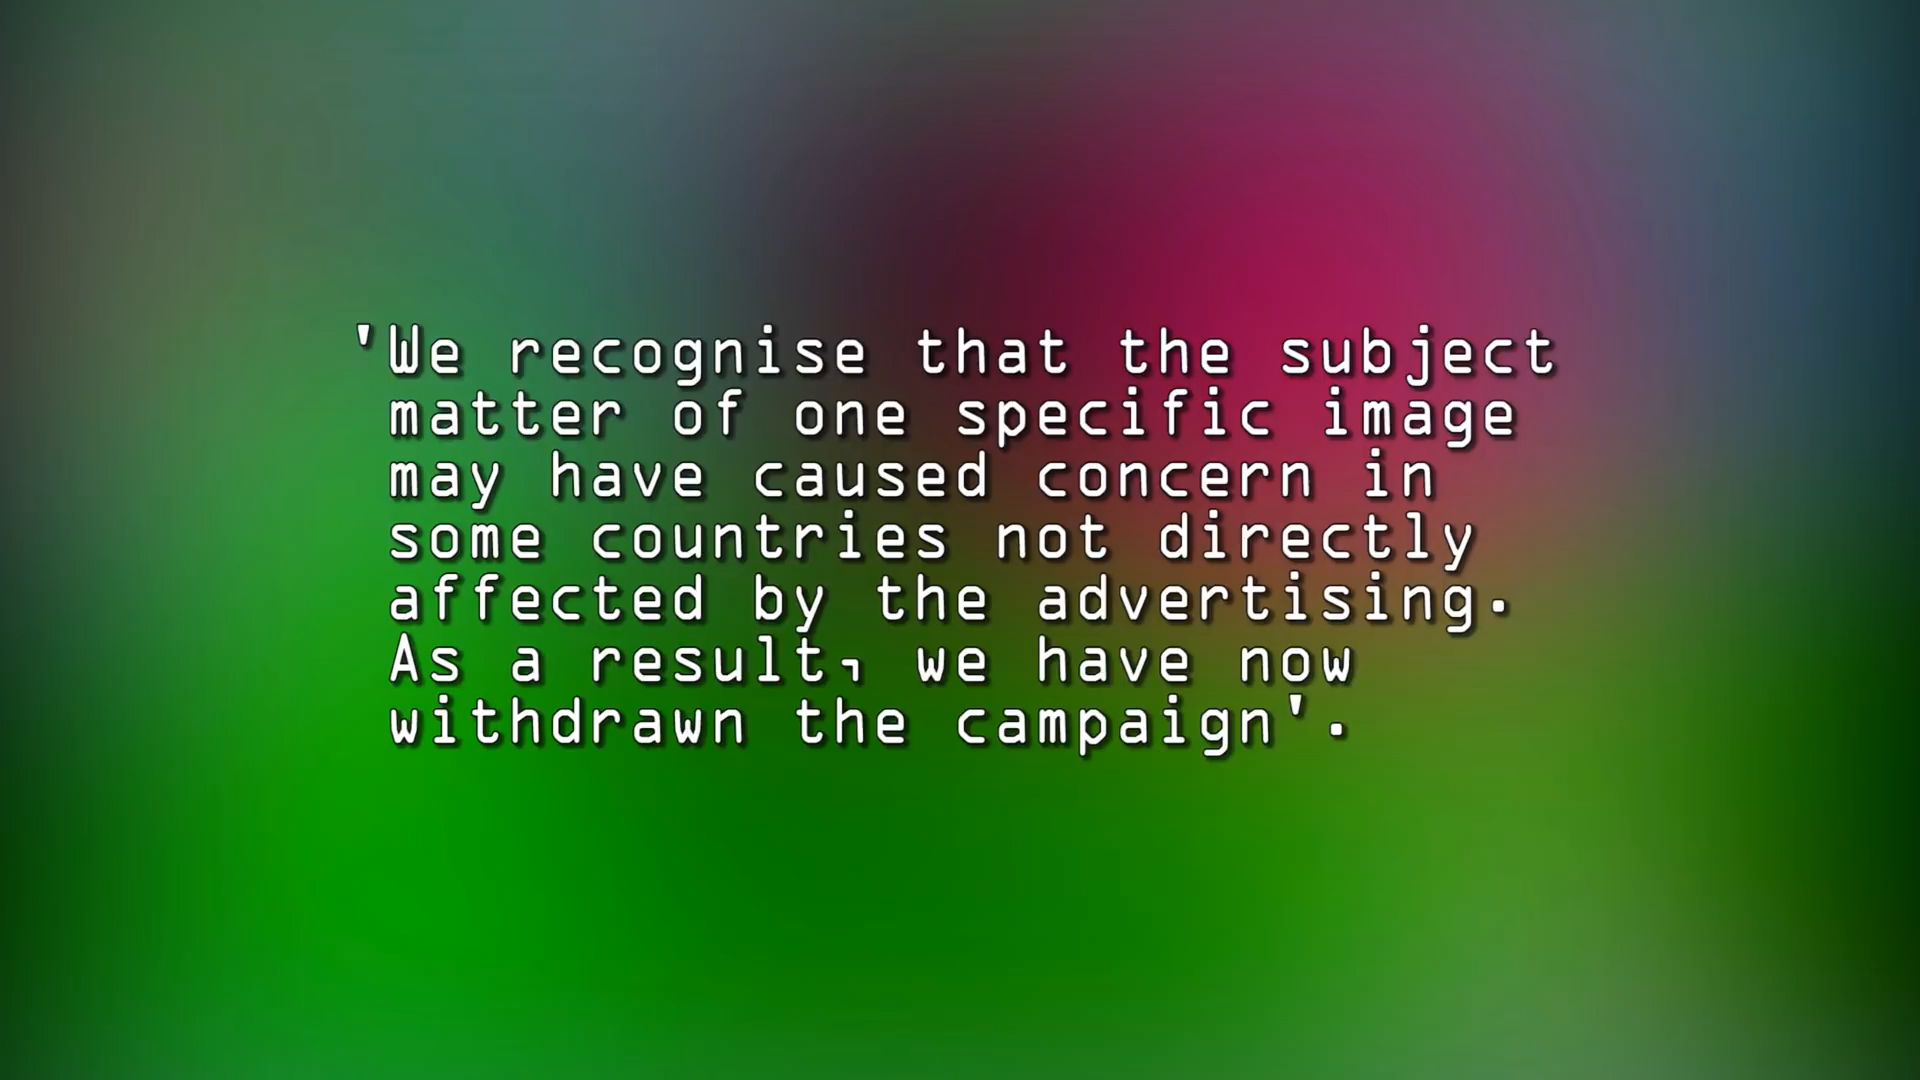 'We recognise that the subject
matter of one specific image
may have caused concern in
some countries not directly
affected by the advertising.
As a result, we have now
withdrawn the campaign'.